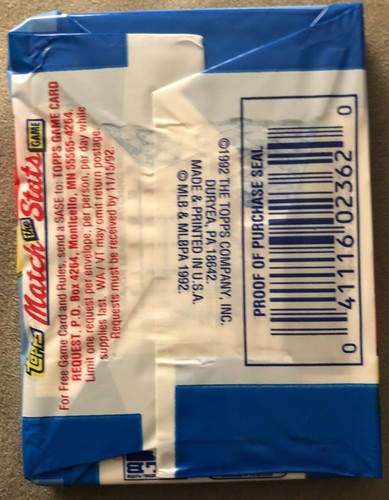 TOPPS Match the Stats GAME
For Free Game Card and Rules, send a SASE to: TOPPS GAME CARD
REQUEST, P.O. Box 4264, Monticello, MN 55565-4264.
Limit one request per envelope, per person, per day while
supplies last. WA / VT may omit return postage.
Requests must be received by 11/15/92.
©1992 THE TOPPS COMPANY, INC.
DURYEA, PA 18642
MADE & PRINTED IN U.S.A.
© MLB & MLBPA 1992.
PROOF OF PURCHASE SEAL
0 41116 02362 0